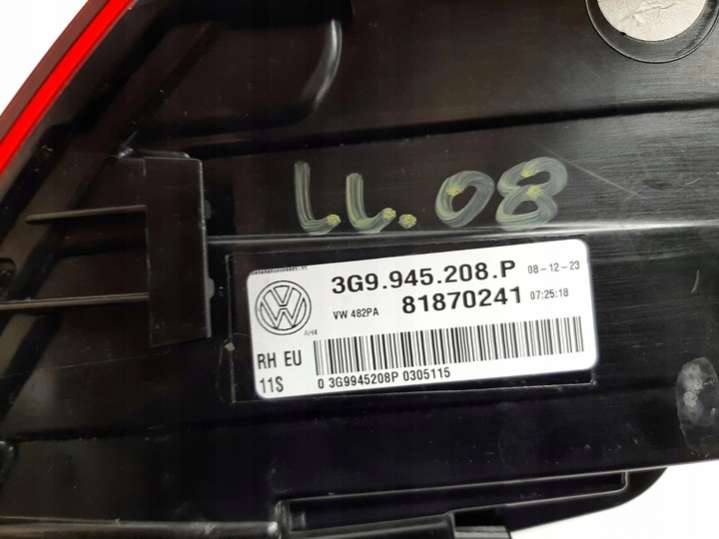 LL.08
3G9.945.208.P 08-12-23
VW 482PA 81870241 07:25:18
AH4
RH EU
11S 0 3G9945208P 0305115